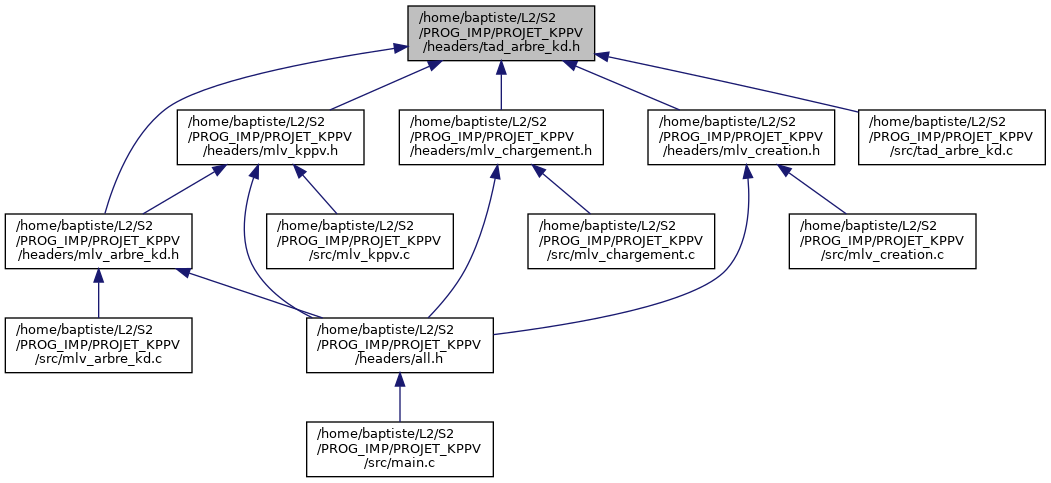 /home/baptiste/L2/S2
/PROG_IMP/PROJET_KPPV
/headers/tad_arbre_kd.h
/home/baptiste/L2/S2
/PROG_IMP/PROJET_KPPV
/headers/mlv_kppv.h
/home/baptiste/L2/S2
/PROG_IMP/PROJET_KPPV
/headers/mlv_chargement.h
/home/baptiste/L2/S2
/PROG_IMP/PROJET_KPPV
/headers/mlv_creation.h
/home/baptiste/L2/S2
/PROG_IMP/PROJET_KPPV
/src/tad_arbre_kd.c
/home/baptiste/L2/S2
/PROG_IMP/PROJET_KPPV
/headers/mlv_arbre_kd.h
/home/baptiste/L2/S2
/PROG_IMP/PROJET_KPPV
/src/mlv_kppv.c
/home/baptiste/L2/S2
/PROG_IMP/PROJET_KPPV
/src/mlv_chargement.c
/home/baptiste/L2/S2
/PROG_IMP/PROJET_KPPV
/src/mlv_creation.c
/home/baptiste/L2/S2
/PROG_IMP/PROJET_KPPV
/src/mlv_arbre_kd.c
/home/baptiste/L2/S2
/PROG_IMP/PROJET_KPPV
/headers/all.h
/home/baptiste/L2/S2
/PROG_IMP/PROJET_KPPV
/src/main.c